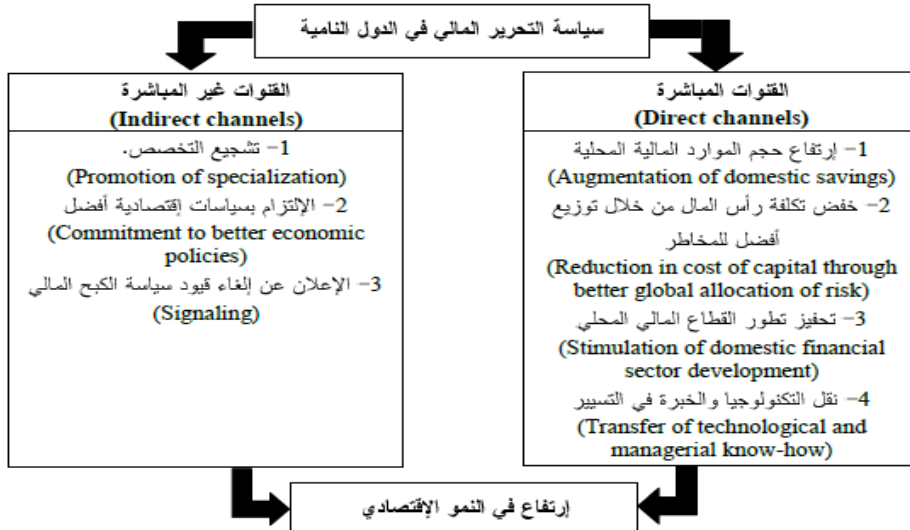 سياسة التحرير المالي في الدول النامية
القنوات المباشرة
(Direct channels)
1- إرتفاع حجم الموارد المالية المحلية
(Augmentation of domestic savings)
2- خفض تكلفة رأس المال من خلال توزيع
أفضل للمخاطر
(Reduction in cost of capital through
better global allocation of risk)
3- تحفيز تطور القطاع المالي المحلي
(Stimulation of domestic financial
sector development)
4- نقل التكنولوجيا والخبرة في التسيير
(Transfer of technological and
managerial know-how)
القنوات غير المباشرة
(Indirect channels)
1- تشجيع التخصص.
(Promotion of specialization)
2- الإلتزام بسياسات إقتصادية أفضل
(Commitment to better economic
policies)
3- الإعلان عن إلغاء قيود سياسة الكبح المالي
(Signaling)
إرتفاع في النمو الإقتصادي